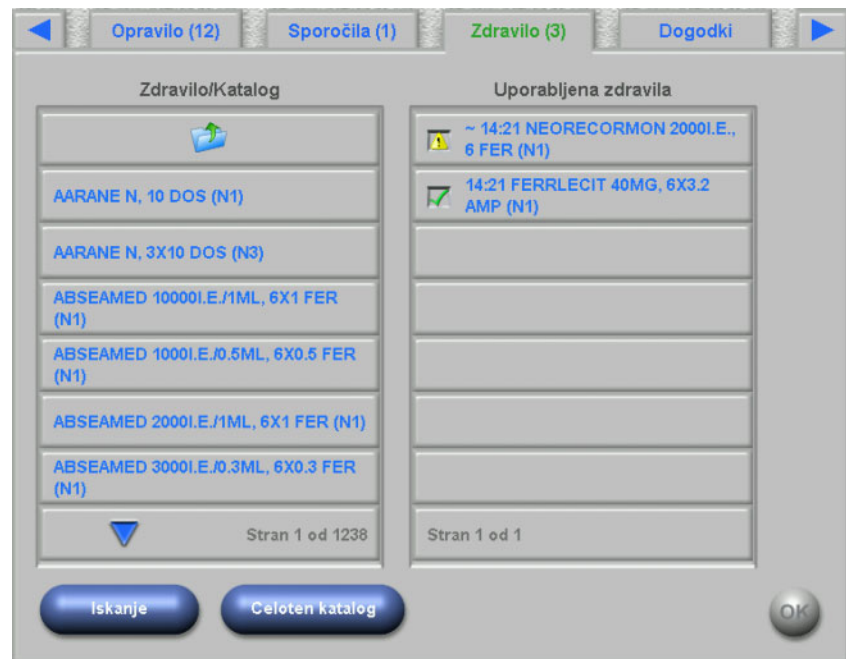 Opravilo (12) Sporočila (1) Zdravilo (3) Dogodki
Zdravilo/Katalog
AARANE N, 10 DOS (N1)
AARANE N, 3X10 DOS (N3)
ABSEAMED 10000I.E./1ML, 6X1 FER
(N1)
ABSEAMED 1000I.E./0.5ML, 6X0.5 FER
(N1)
ABSEAMED 2000I.E./1ML, 6X1 FER (N1)
ABSEAMED 3000I.E./0.3ML, 6X0.3 FER
(N1)
Stran 1 od 1238
Uporabljena zdravila
~ 14:21 NEORECORMON 2000I.E.,
6 FER (N1)
14:21 FERRLECIT 40MG, 6X3.2
AMP (N1)
Stran 1 od 1
Iskanje Celoten katalog OK